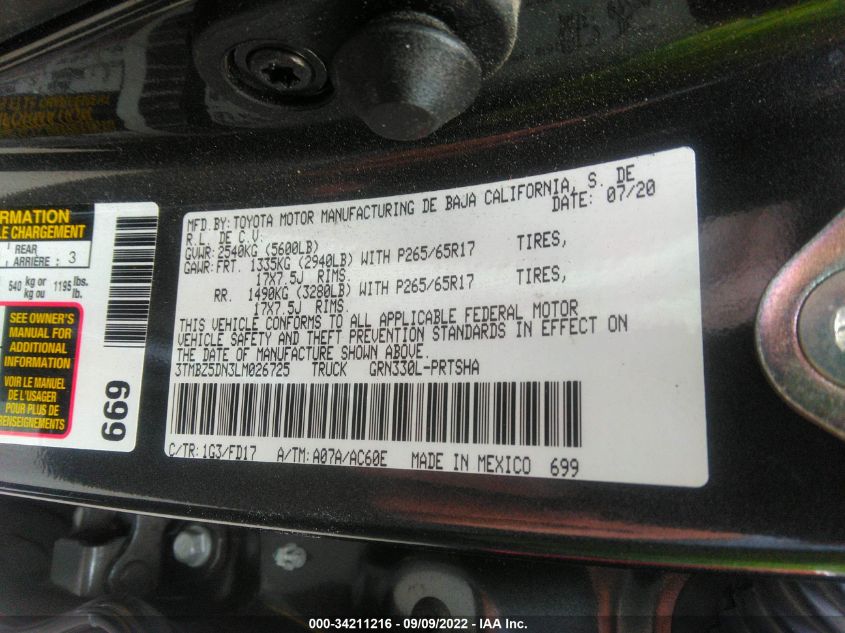 MFD. BY: TOYOTA MOTOR MANUFACTURING DE BAJA CALIFORNIA, S. DE
R.L. DE C.V. DATE: 07/20
GVWR: 2540KG (5600LB)
GAWR: FRT. 1335KG (2940LB) WITH P265/65R17 TIRES,
17X7.5J RIMS.
RR. 1490KG (3280LB) WITH P265/65R17 TIRES,
17X7.5J RIMS.
THIS VEHICLE CONFORMS TO ALL APPLICABLE FEDERAL MOTOR
VEHICLE SAFETY AND THEFT PREVENTION STANDARDS IN EFFECT ON
THE DATE OF MANUFACTURE SHOWN ABOVE.
3TMBZ5DN3LM026725 TRUCK GRN330L-PRTSHA
C/TR: 1G3/FD17 A/TM: A07A/AC60E MADE IN MEXICO 699
RMATION
LE CHARGEMENT
REAR
ARRIÈRE 3
540 kg or 1195 lbs.
kg ou lb.
SEE OWNER'S
MANUAL FOR
ADDITIONAL
INFORMATION
VOIR LE MANUEL
DE L'USAGER
POUR PLUS DE
RENSEIGNEMENTS
699
000-34211216 - 09/09/2022 - IAA Inc.